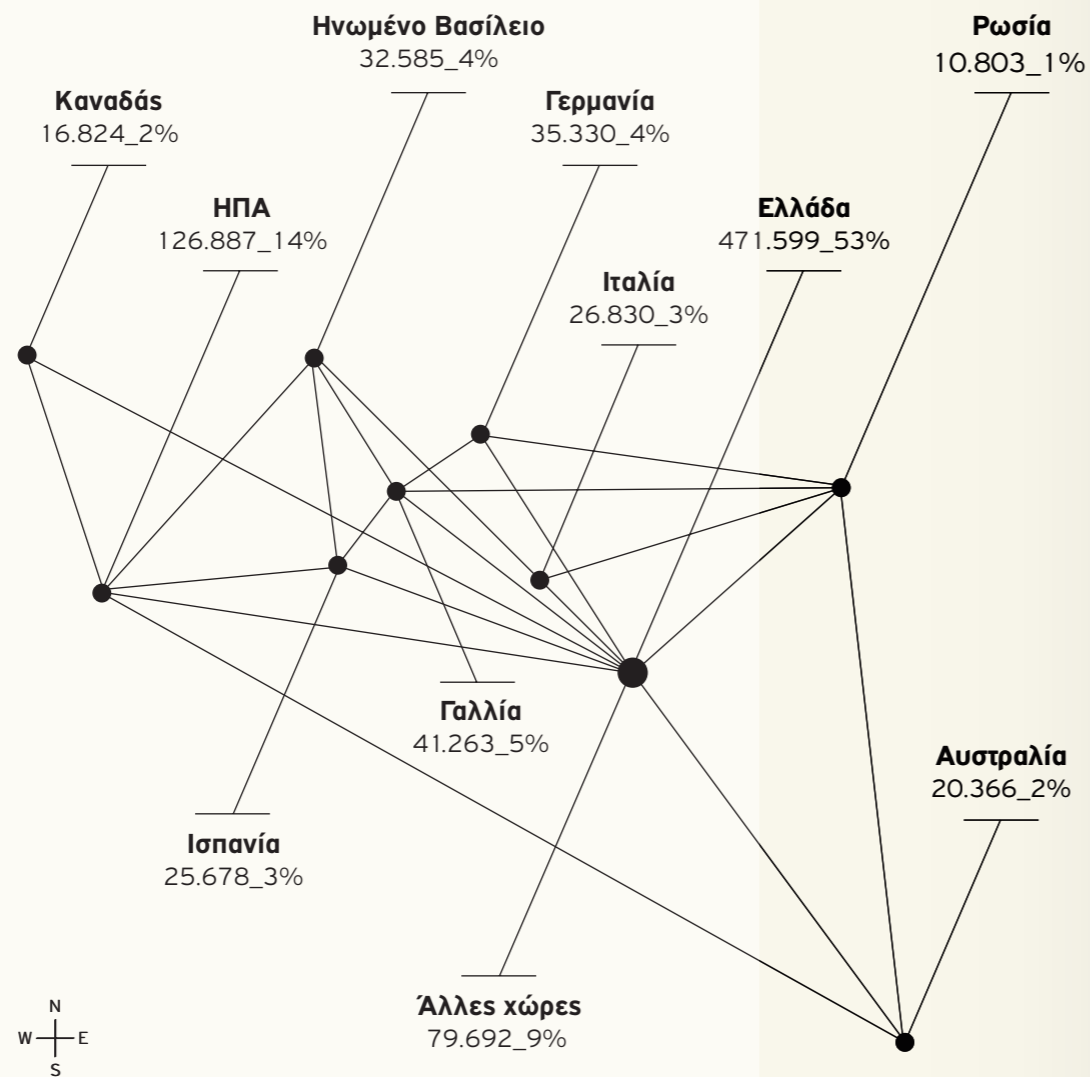 Ηνωμένο Βασίλειο
32.585_4%
Ρωσία
10.803_1%
Καναδάς
16.824_2%
Γερμανία
35.330_4%
ΗΠΑ
126.887_14%
Ελλάδα
471.599_53%
Ιταλία
26.830_3%
Γαλλία
41.263_5%
Αυστραλία
20.366_2%
Ισπανία
25.678_3%
Άλλες χώρες
79.692_9%
N
W E
S